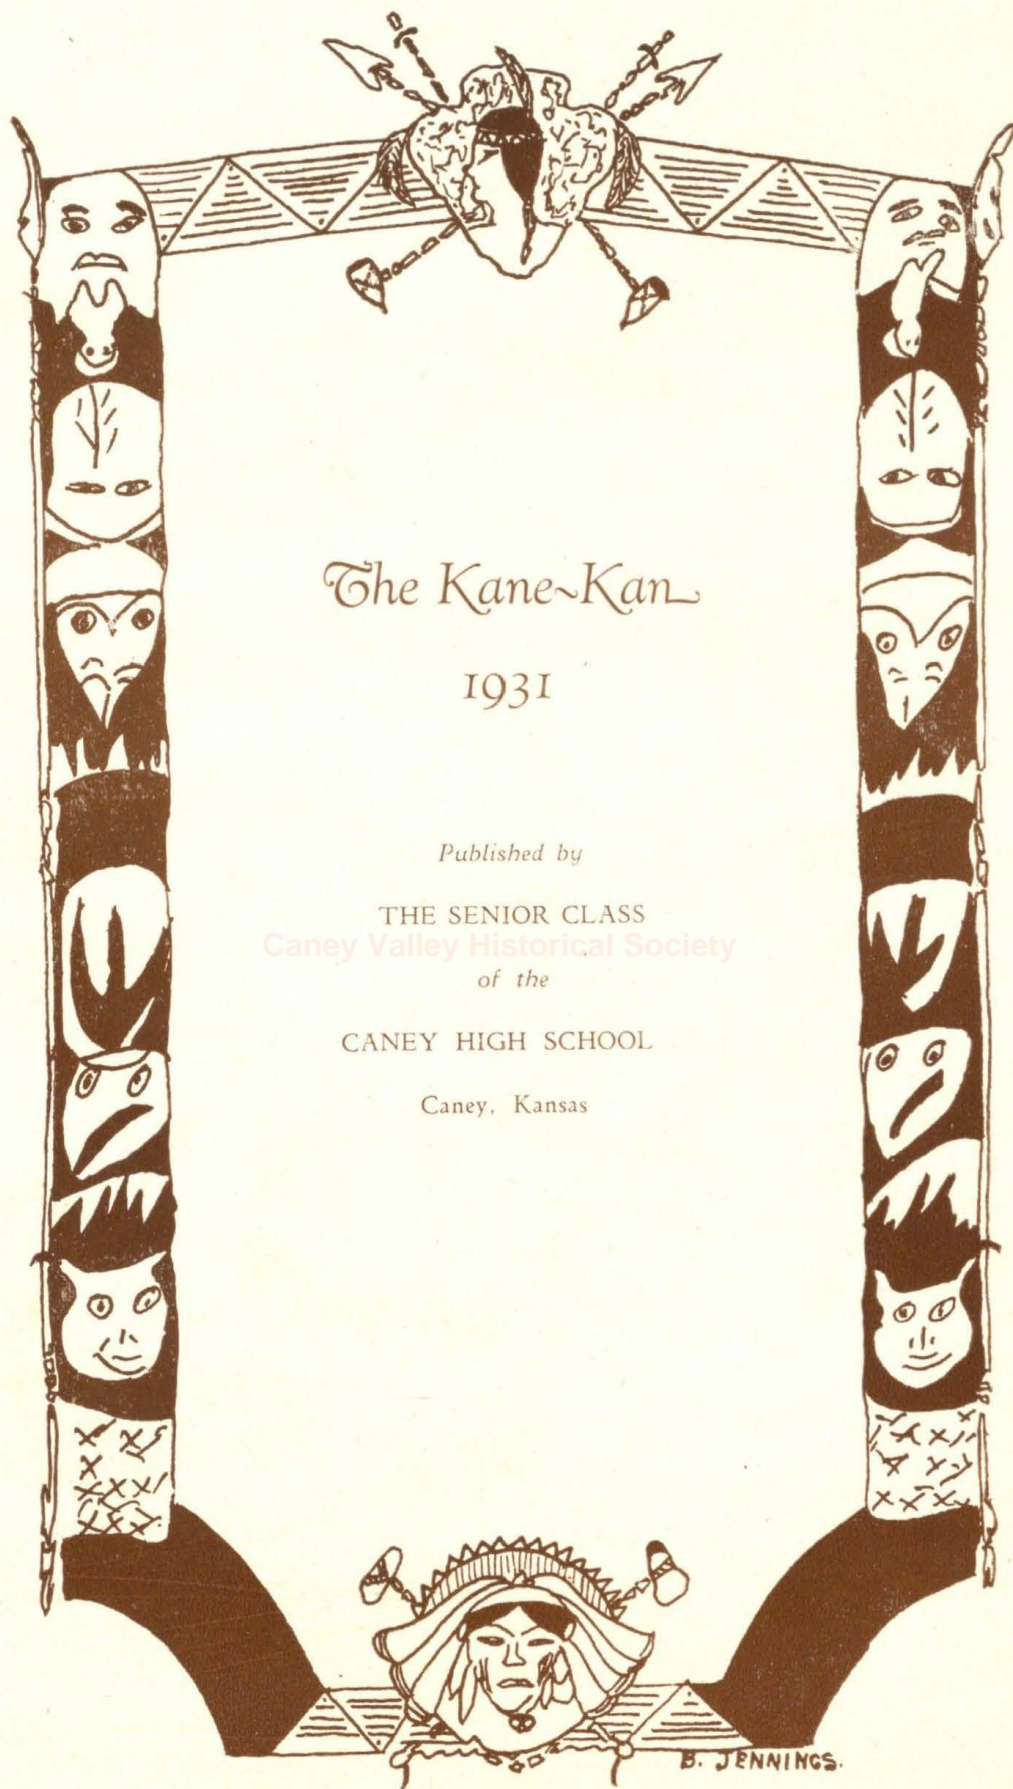 The Kane~Kan
1931
Published by
THE SENIOR CLASS
Caney Valley Historical Society
of the
CANEY HIGH SCHOOL
Caney, Kansas
B. JENNINGS.